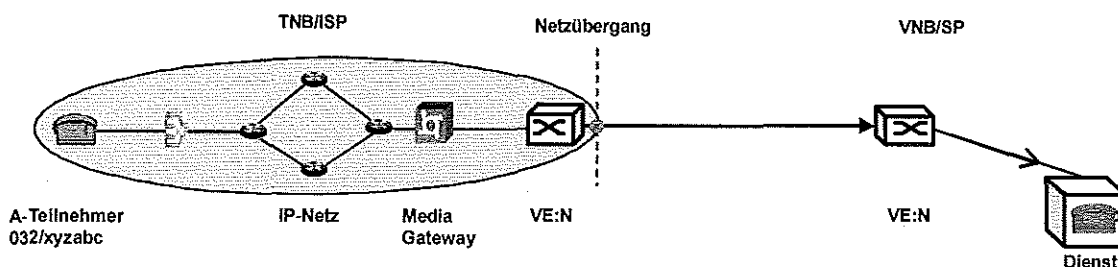 TNB/ISP
Netzübergang
VNB/SP
A-Teilnehmer
032/xyzabc
IP-Netz
Media
Gateway
VE:N
VE:N
Dienst